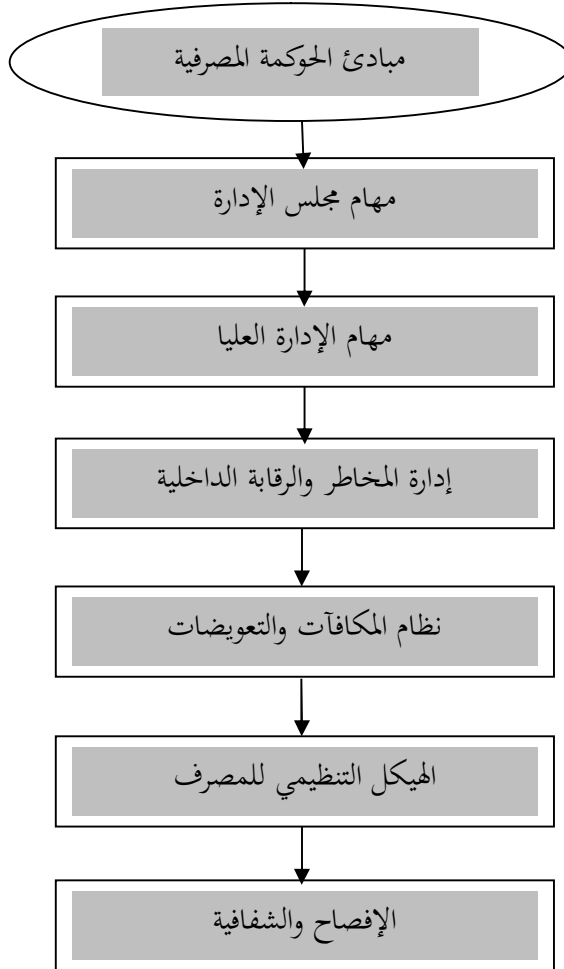 مبادئ الحوكمة المصرفية
مهام مجلس الإدارة
مهام الإدارة العليا
إدارة المخاطر والرقابة الداخلية
نظام المكافآت والتعويضات
الهيكل التنظيمي للمصرف
الإفصاح والشفافية